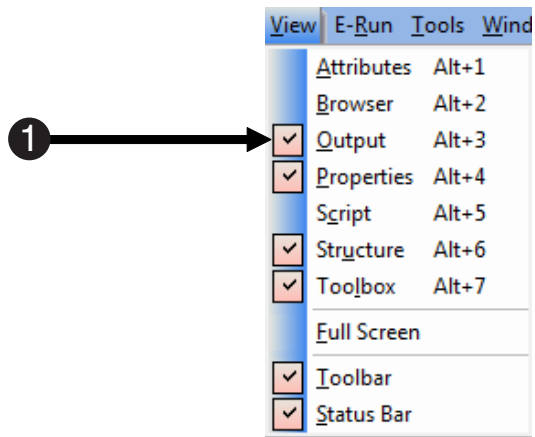 View E-Run Tools Wind
Attributes Alt+1
Browser Alt+2
1 Output Alt+3
Properties Alt+4
Script Alt+5
Structure Alt+6
Toolbox Alt+7
Full Screen
Toolbar
Status Bar